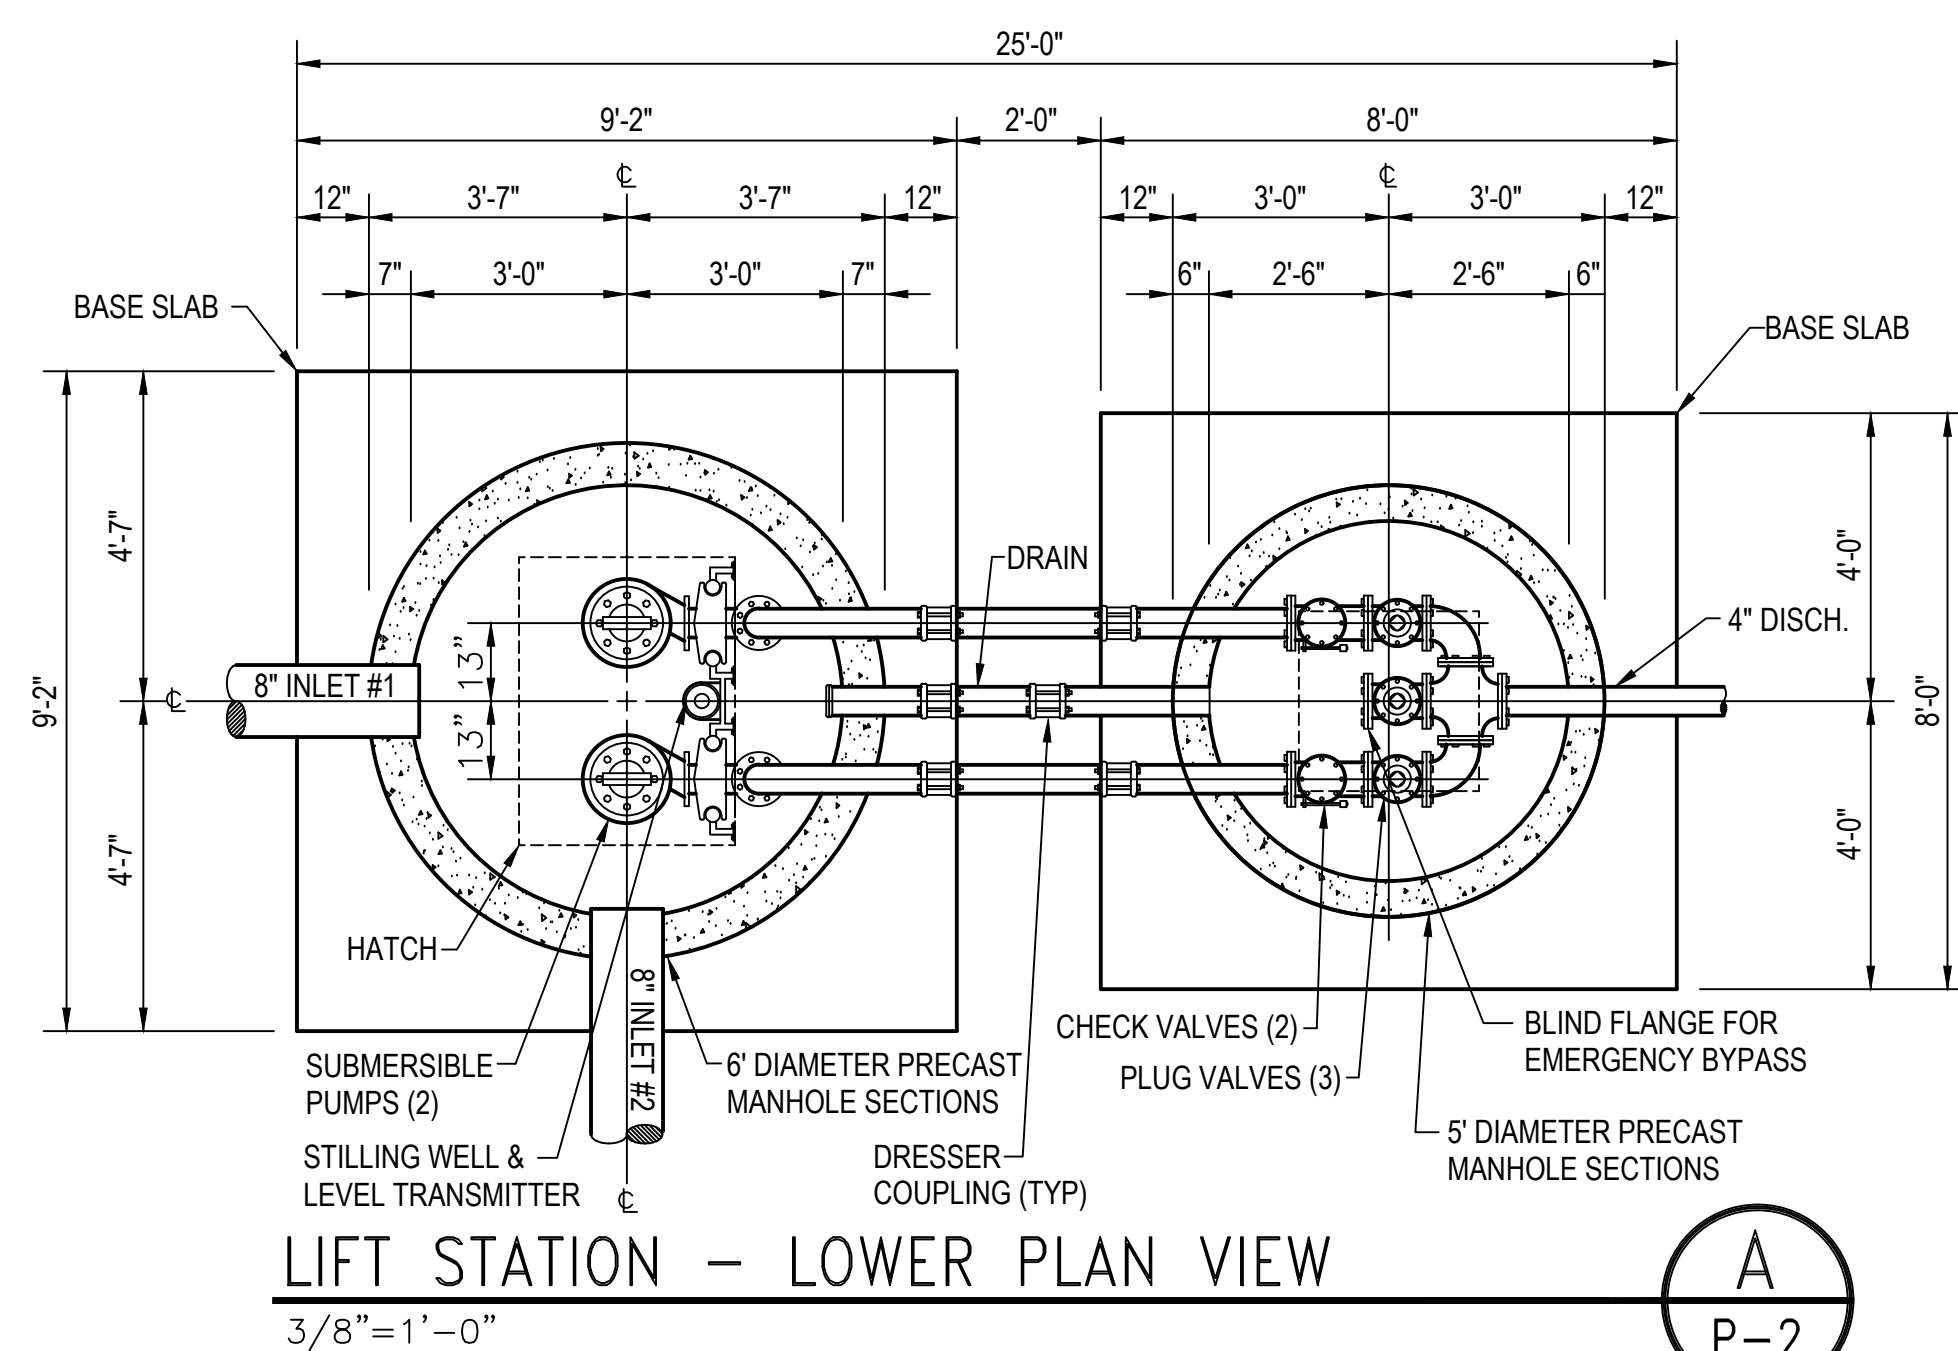 25'-0"
9'-2"
2'-0"
8'-0"
℄
℄
12"
3'-7"
3'-7"
12"
12"
3'-0"
3'-0"
12"
7"
3'-0"
3'-0"
7"
6"
2'-6"
2'-6"
6"
BASE SLAB
BASE SLAB
4'-7"
4'-0"
DRAIN
4" DISCH.
13"
8" INLET #1
℄
9'-2"
8'-0"
13"
4'-7"
4'-0"
HATCH
8" INLET #2
CHECK VALVES (2)
BLIND FLANGE FOR
EMERGENCY BYPASS
SUBMERSIBLE
PUMPS (2)
6' DIAMETER PRECAST
MANHOLE SECTIONS
PLUG VALVES (3)
5' DIAMETER PRECAST
MANHOLE SECTIONS
STILLING WELL &
LEVEL TRANSMITTER
DRESSER
COUPLING (TYP)
℄
LIFT STATION - LOWER PLAN VIEW
3/8"=1'-0"
A
P-2